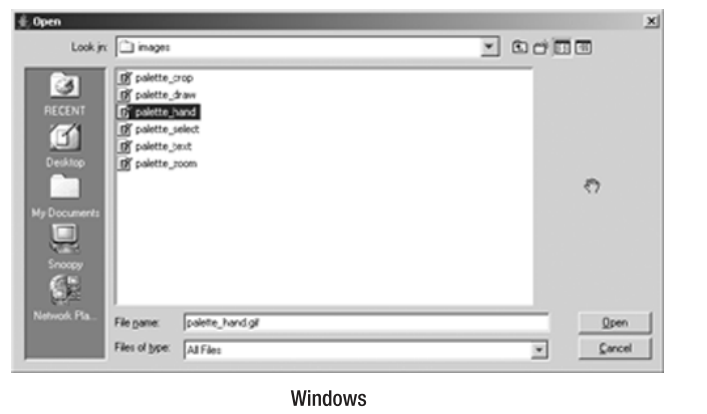 Open
Look in: images
palette_crop
palette_draw
palette_hand
palette_select
palette_text
palette_zoom
RECENT
Desktop
My Documents
Snoopy
Network Pla...
File name: palette_hand.gif
Open
Files of type: All Files
Cancel
Windows